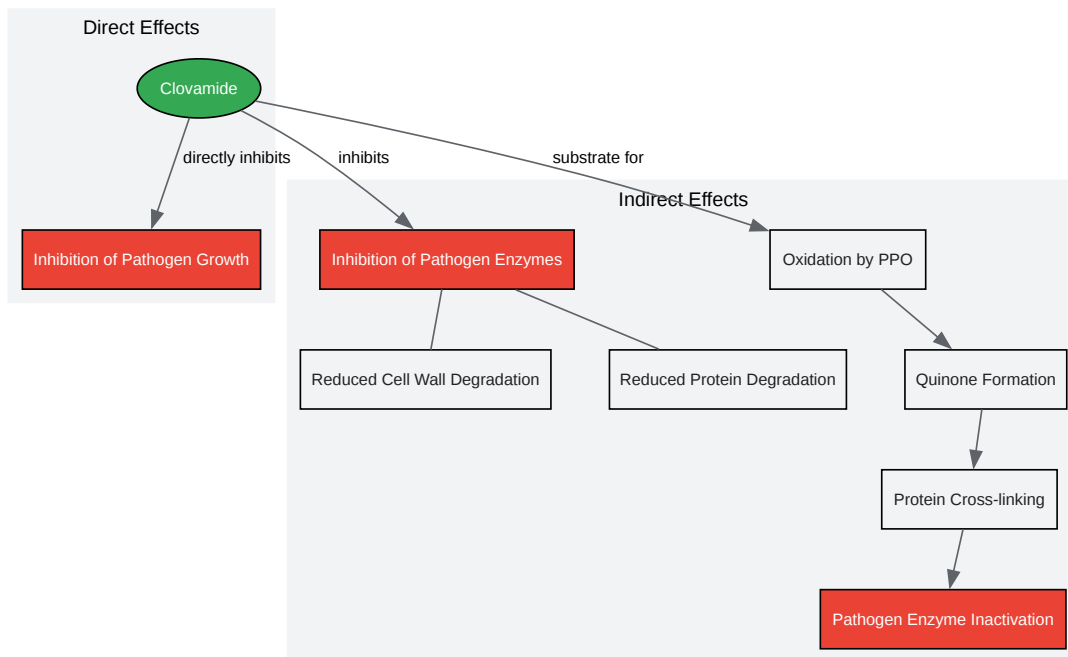 Direct Effects
Clovamide
directly inhibits
inhibits
substrate for
Indirect Effects
Inhibition of Pathogen Growth
Inhibition of Pathogen Enzymes
Oxidation by PPO
Reduced Cell Wall Degradation
Reduced Protein Degradation
Quinone Formation
Protein Cross-linking
Pathogen Enzyme Inactivation